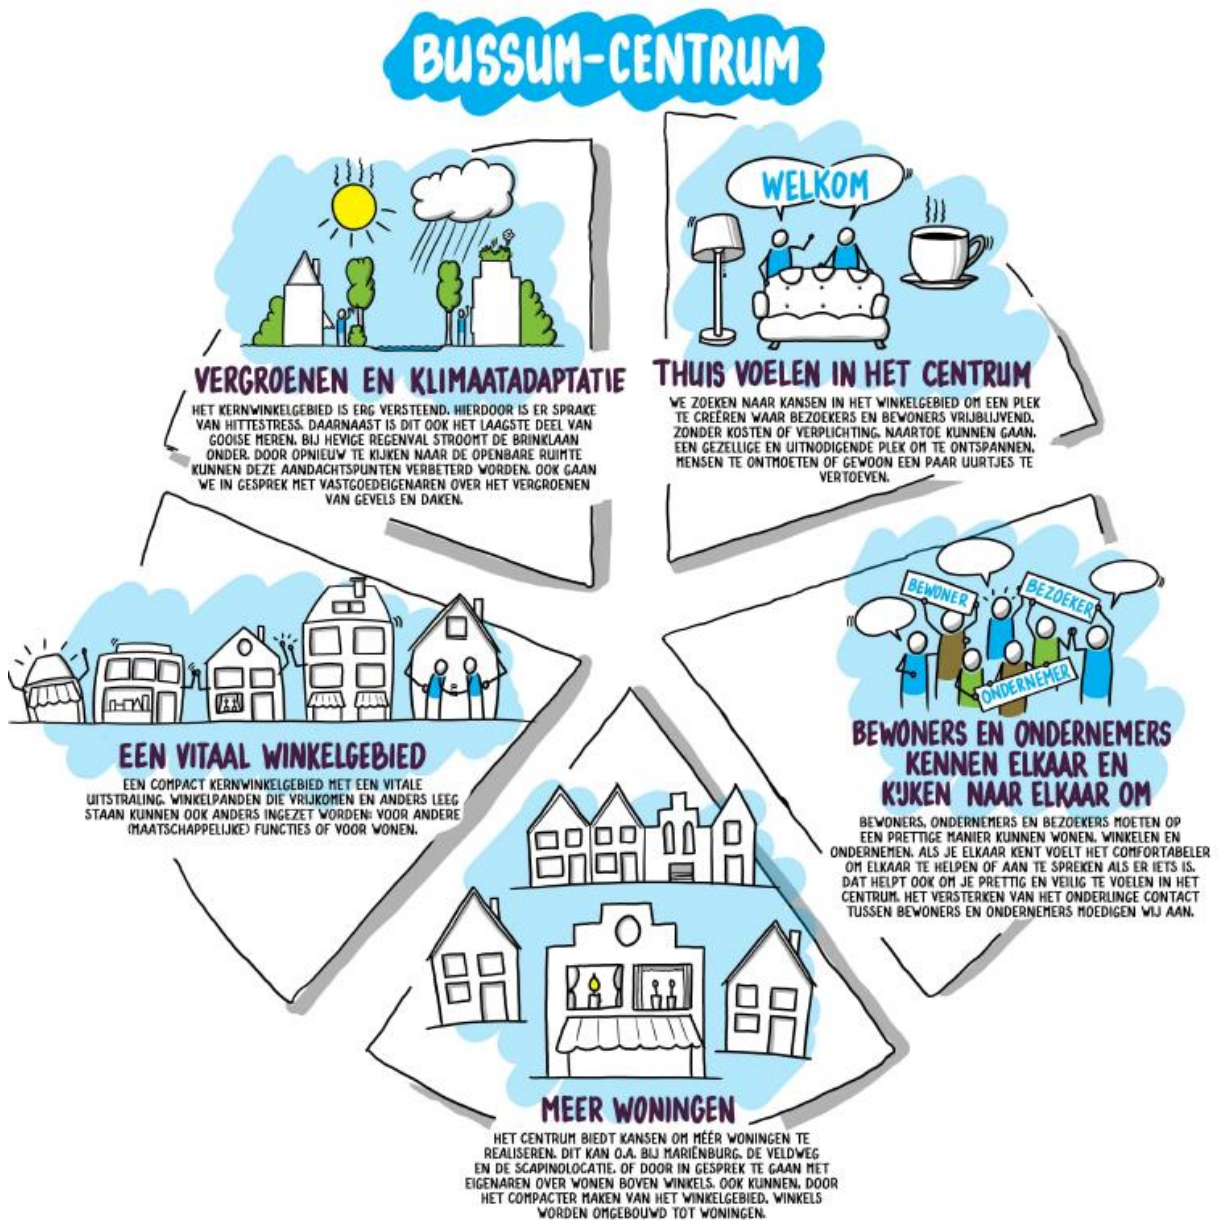 BUSSUM-CENTRUM
VERGROENEN EN KLIMAATADAPTATIE
HET KERNWINKELGEBIED IS ERG VERSTEEND. HIERDOOR IS ER SPRAKE
VAN HITTESTRESS. DAARNAAST IS DIT OOK HET LAAGSTE DEEL VAN
GOOISE MEREN. BIJ HEVIGE REGENVAL STROOMT DE BRINKLAAN
ONDER. DOOR OPNIEUW TE KIJKEN NAAR DE OPENBARE RUIMTE
KUNNEN DEZE AANDACHTSPUNTEN VERBETERD WORDEN. OOK GAAN
WE IN GESPREK MET VASTGOEDEIGENAREN OVER HET VERGROENEN
VAN GEVELS EN DAKEN.
WELKOM
THUIS VOELEN IN HET CENTRUM
WE ZOEKEN NAAR KANSEN IN HET WINKELGEBIED OM EEN PLEK
TE CREËREN WAAR BEZOEKERS EN BEWONERS VRIJBLIJVEND,
ZONDER KOSTEN OF VERPLICHTING, NAARTOE KUNNEN GAAN.
EEN GEZELLIGE EN UITNODIGENDE PLEK OM TE ONTSPANNEN,
MENSEN TE ONTMOETEN OF GEWOON EEN PAAR UURTJES TE
VERTOEVEN.
EEN VITAAL WINKELGEBIED
EEN COMPACT KERNWINKELGEBIED MET EEN VITALE
UITSTRALING. WINKELPANDEN DIE VRIJKOMEN EN ANDERS LEEG
STAAN KUNNEN OOK ANDERS INGEZET WORDEN: VOOR ANDERE
(MAATSCHAPPELIJKE) FUNCTIES OF VOOR WONEN.
BEWONER
BEZOEKER
ONDERNEMER
BEWONERS EN ONDERNEMERS
KENNEN ELKAAR EN
KIJKEN NAAR ELKAAR OM
BEWONERS, ONDERNEMERS EN BEZOEKERS MOETEN OP
EEN PRETTIGE MANIER KUNNEN WONEN, WINKELEN EN
ONDERNEMEN. ALS JE ELKAAR KENT VOELT HET COMFORTABELER
OM ELKAAR TE HELPEN OF AAN TE SPREKEN ALS ER IETS IS.
DAT HELPT OOK OM JE PRETTIG EN VEILIG TE VOELEN IN HET
CENTRUM. HET VERSTERKEN VAN HET ONDERLINGE CONTACT
TUSSEN BEWONERS EN ONDERNEMERS MOEDIGEN WIJ AAN.
MEER WONINGEN
HET CENTRUM BIEDT KANSEN OM MÉÉR WONINGEN TE
REALISEREN. DIT KAN O.A. BIJ MARIËNBURG, DE VELDWEG
EN DE SCAPINOLOCATIE. OF DOOR IN GESPREK TE GAAN MET
EIGENAREN OVER WONEN BOVEN WINKELS. OOK KUNNEN, DOOR
HET COMPACTER MAKEN VAN HET WINKELGEBIED, WINKELS
WORDEN OMGEBOUWD TOT WONINGEN.